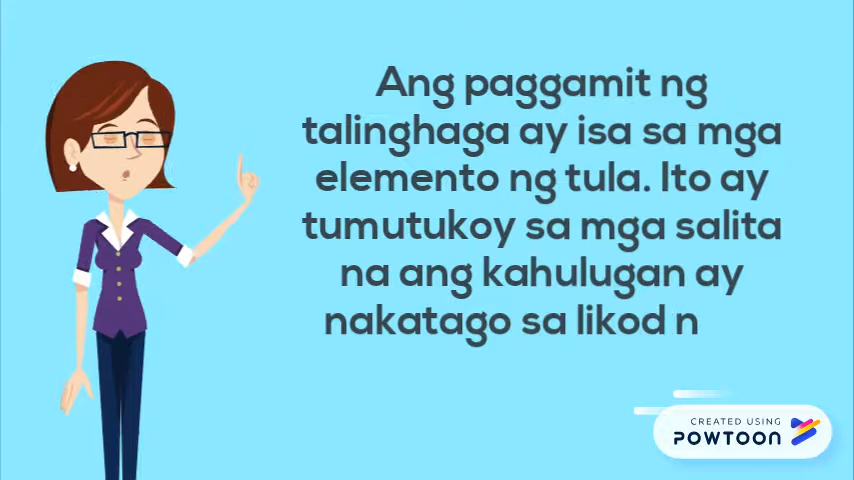 Ang paggamit ng
talinghaga ay isa sa mga
elemento ng tula. Ito ay
tumutukoy sa mga salita
na ang kahulugan ay
nakatago sa likod n
CREATED USING
POWTOON